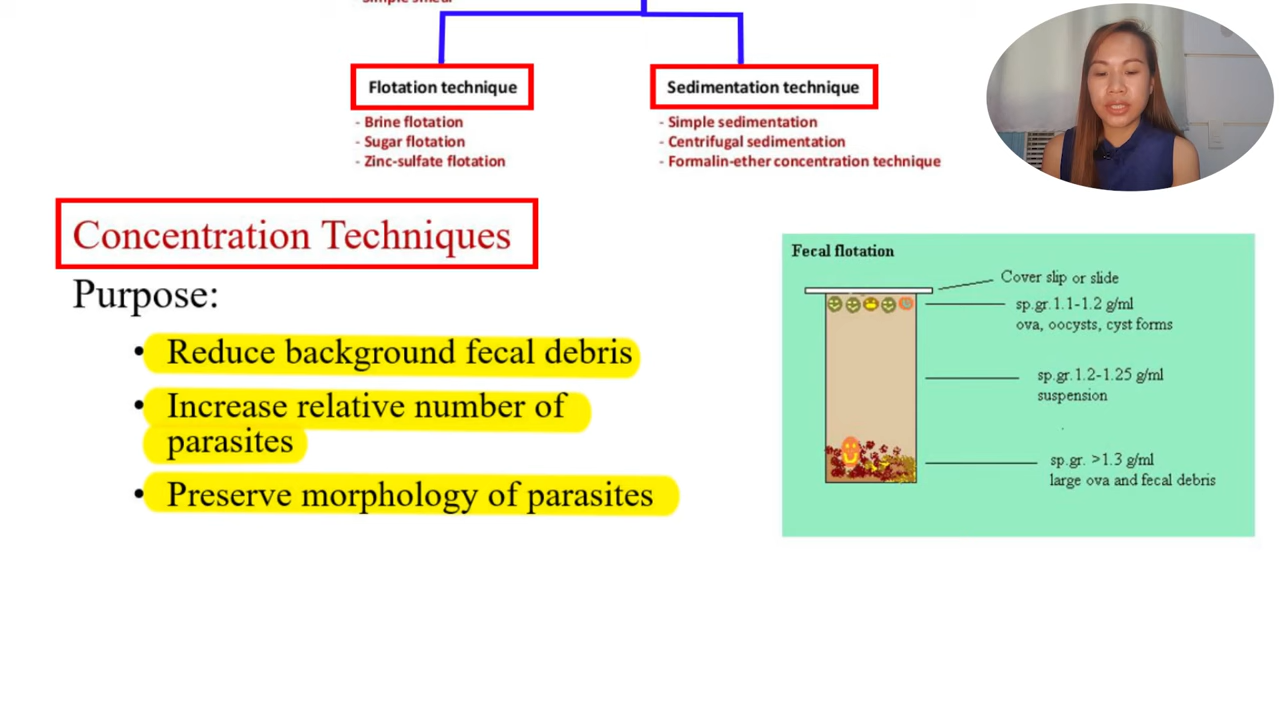 - Simple smear
Flotation technique
- Brine flotation
- Sugar flotation
- Zinc-sulfate flotation
Sedimentation technique
- Simple sedimentation
- Centrifugal sedimentation
- Formalin-ether concentration technique
Concentration Techniques
Purpose:
• Reduce background fecal debris
• Increase relative number of
parasites
• Preserve morphology of parasites
Fecal flotation
Cover slip or slide
sp.gr.1.1-1.2 g/ml
ova, oocysts, cyst forms
sp.gr.1.2-1.25 g/ml
suspension
sp.gr. >1.3 g/ml
large ova and fecal debris